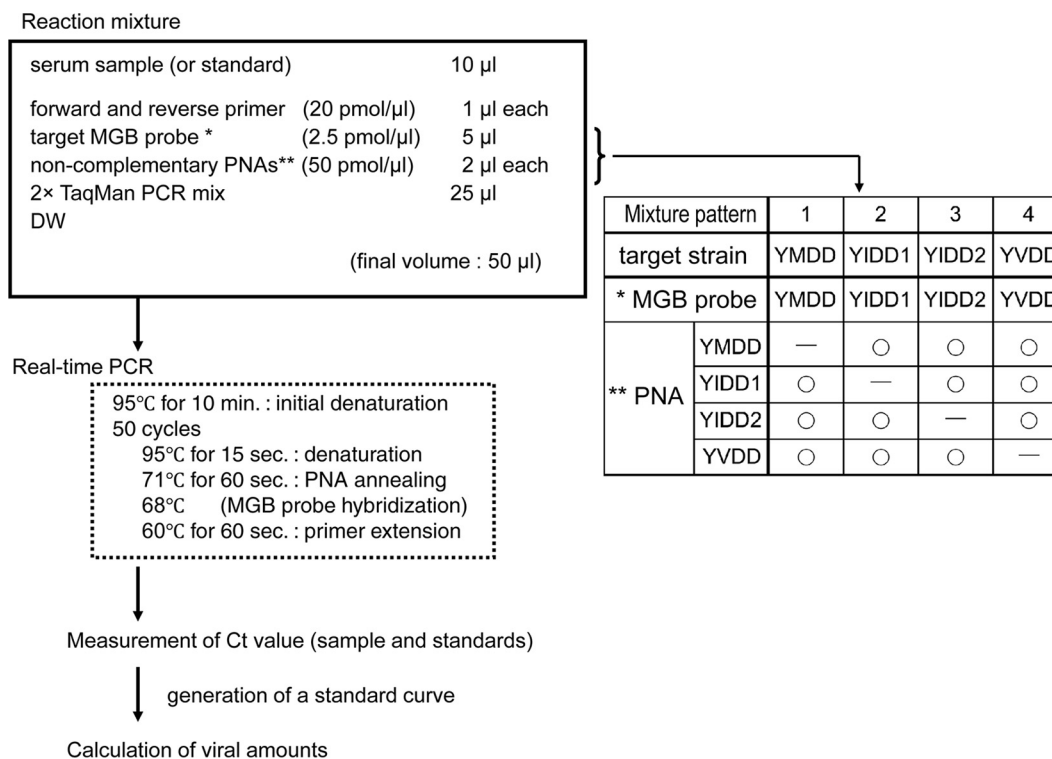 Reaction mixture
serum sample (or standard) 10 µl
forward and reverse primer (20 pmol/µl) 1 µl each
target MGB probe * (2.5 pmol/µl) 5 µl
non-complementary PNAs** (50 pmol/µl) 2 µl each
2× TaqMan PCR mix 25 µl
DW
(final volume : 50 µl)
Mixture pattern 1 2 3 4
target strain YMDD YIDD1 YIDD2 YVDD
* MGB probe YMDD YIDD1 YIDD2 YVDD
** PNA
YMDD — ○ ○ ○
YIDD1 ○ — ○ ○
YIDD2 ○ ○ — ○
YVDD ○ ○ ○ —
Real-time PCR
95℃ for 10 min. : initial denaturation
50 cycles
95℃ for 15 sec. : denaturation
71℃ for 60 sec. : PNA annealing
68℃ (MGB probe hybridization)
60℃ for 60 sec. : primer extension
Measurement of Ct value (sample and standards)
generation of a standard curve
Calculation of viral amounts